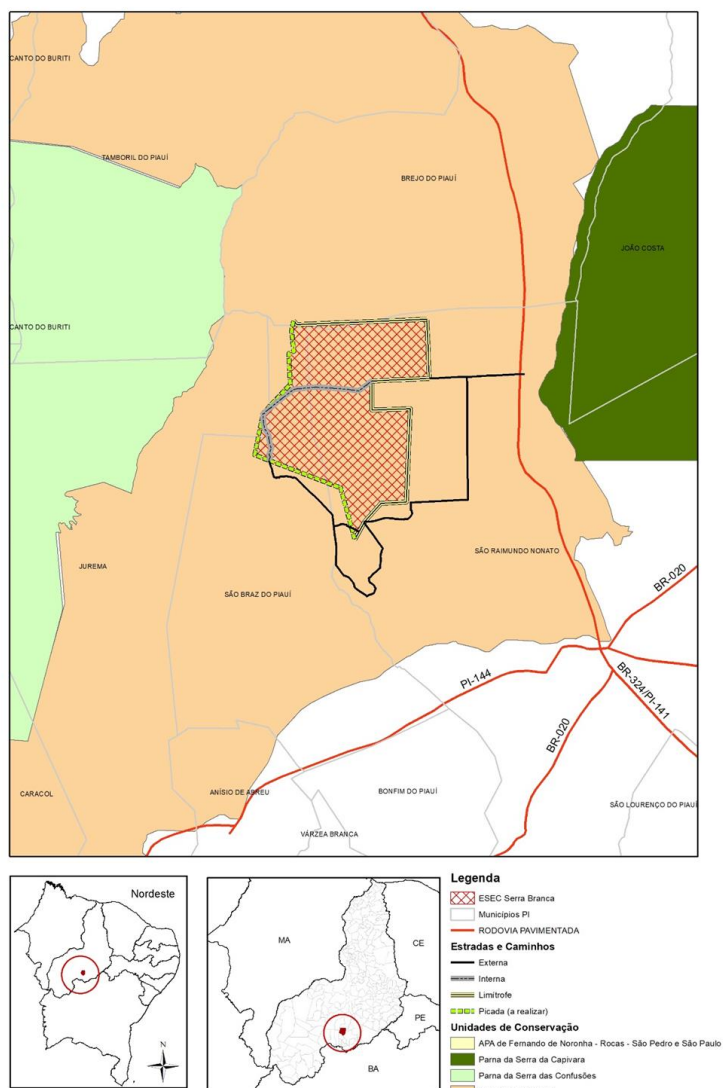 CANTO DO BURITI
TAMBORIL DO PIAUÍ
BREJO DO PIAUÍ
JOÃO COSTA
CANTO DO BURITI
SÃO RAIMUNDO NONATO
JUREMA
BR-020
SÃO BRAZ DO PIAUÍ
PI-144
BR-324/PI-141
BR-020
CARACOL
ANÍSIO DE ABREU
BONFIM DO PIAUÍ
SÃO LOURENÇO DO PIAUÍ
VÁRZEA BRANCA
Nordeste
N
MA
CE
PE
BA
Legenda
ESEC Serra Branca
Municípios PI
RODOVIA PAVIMENTADA
Estradas e Caminhos
Externa
Interna
Limitrofe
Picada (a realizar)
Unidades de Conservação
APA de Fernando de Noronha - Rocas - São Pedro e São Paulo
Parna da Serra da Capivara
Parna da Serra das Confusões